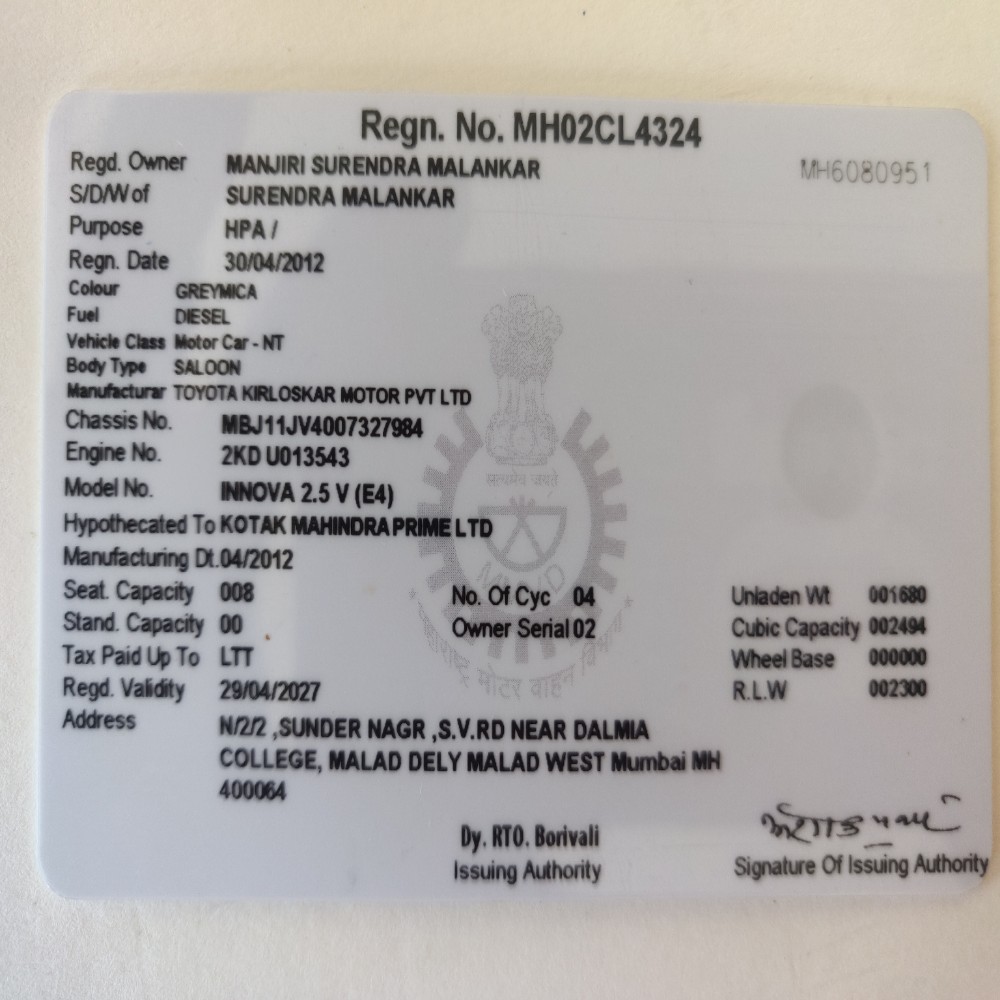 Regn. No. MH02CL4324
Regd. Owner MANJIRI SURENDRA MALANKAR MH6080951
S/D/W of SURENDRA MALANKAR
Purpose HPA /
Regn. Date 30/04/2012
Colour GREYMICA
Fuel DIESEL
Vehicle Class Motor Car - NT
Body Type SALOON
Manufacturar TOYOTA KIRLOSKAR MOTOR PVT LTD
Chassis No. MBJ11JV4007327984
Engine No. 2KD U013543
सत्यमेव जयते
Model No. INNOVA 2.5 V (E4)
Hypothecated To KOTAK MAHINDRA PRIME LTD
Manufacturing Dt. 04/2012
Seat. Capacity 008 No. Of Cyc 04 Unladen Wt 001680
Stand. Capacity 00 Owner Serial 02 Cubic Capacity 002494
Tax Paid Up To LTT Wheel Base 000000
Regd. Validity 29/04/2027 R.L.W 002300
मोटर वाहन
Address N/2/2 ,SUNDER NAGR ,S.V.RD NEAR DALMIA
COLLEGE, MALAD DELY MALAD WEST Mumbai MH
400064
Dy. RTO. Borivali
Issuing Authority Signature Of Issuing Authority